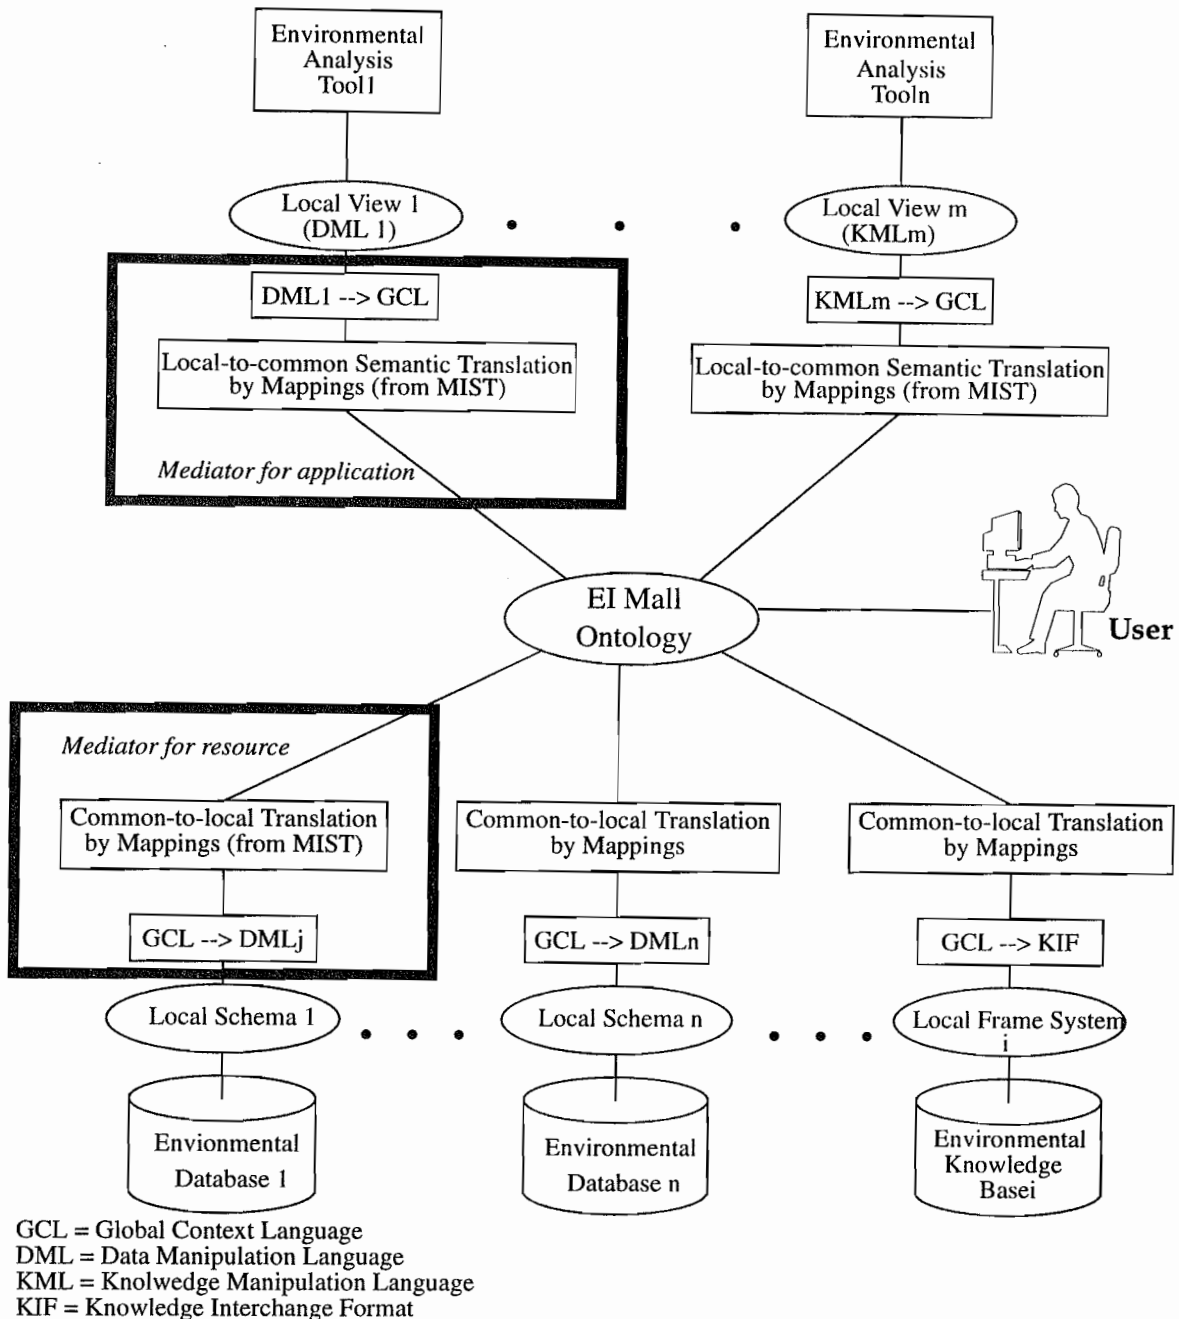 Environmental
Analysis
Tool1
Environmental
Analysis
Tooln
Local View 1
(DML 1)
Local View m
(KMLm)
DML1 --> GCL
KMLm --> GCL
Local-to-common Semantic Translation
by Mappings (from MIST)
Local-to-common Semantic Translation
by Mappings (from MIST)
Mediator for application
EI Mall
Ontology
User
Mediator for resource
Common-to-local Translation
by Mappings (from MIST)
Common-to-local Translation
by Mappings
Common-to-local Translation
by Mappings
GCL --> DMLj
GCL --> DMLn
GCL --> KIF
Local Schema 1
Local Schema n
Local Frame System
i
Envionmental
Database 1
Environmental
Database n
Environmental
Knowledge
Basei
GCL = Global Context Language
DML = Data Manipulation Language
KML = Knolwedge Manipulation Language
KIF = Knowledge Interchange Format